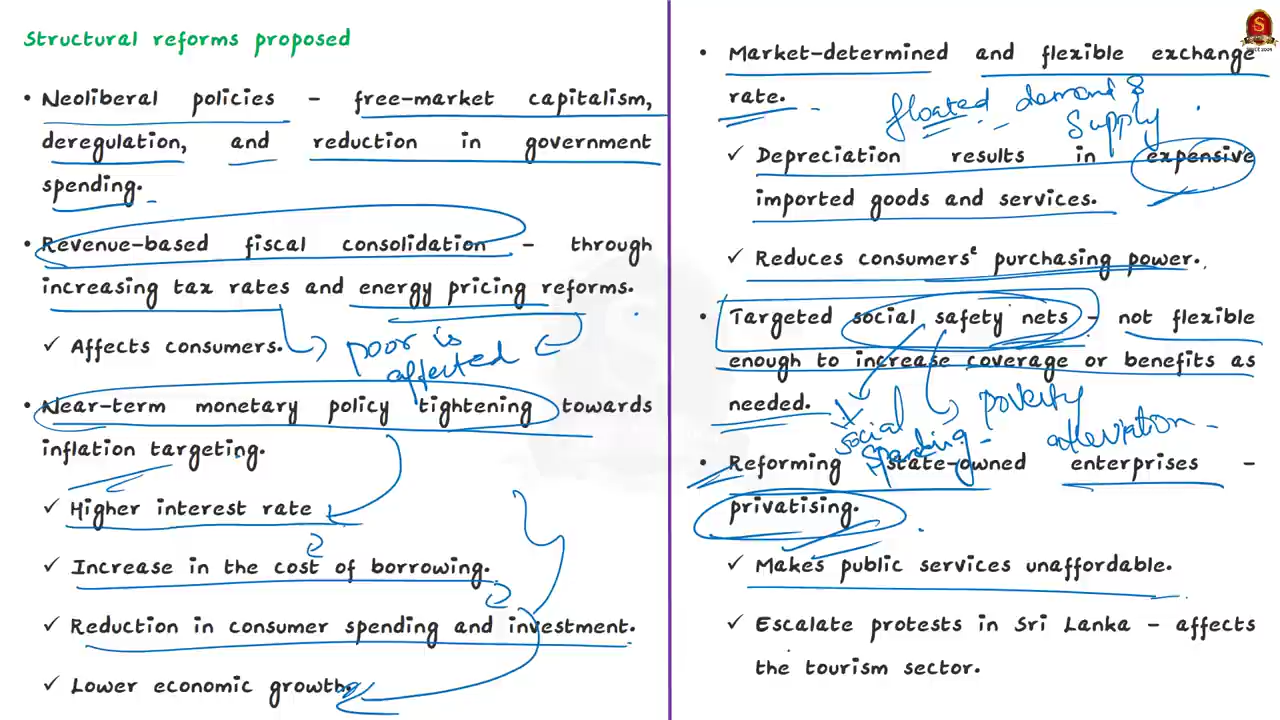 Structural reforms proposed
• Neoliberal policies - free-market capitalism,
deregulation, and reduction in government
spending.
• Revenue-based fiscal consolidation - through
increasing tax rates and energy pricing reforms.
✓ Affects consumers.
poor is
affected
• Near-term monetary policy tightening towards
inflation targeting.
✓ Higher interest rate
✓ Increase in the cost of borrowing.
✓ Reduction in consumer spending and investment.
✓ Lower economic growth.
• Market-determined and flexible exchange
rate.
floated demand &
supply
✓ Depreciation results in expensive
imported goods and services.
✓ Reduces consumers' purchasing power.
• Targeted social safety nets - not flexible
enough to increase coverage or benefits as
needed.
social
spending
poverty
alleviation
• Reforming state-owned enterprises -
privatising.
✓ Makes public services unaffordable.
✓ Escalate protests in Sri Lanka - affects
the tourism sector.